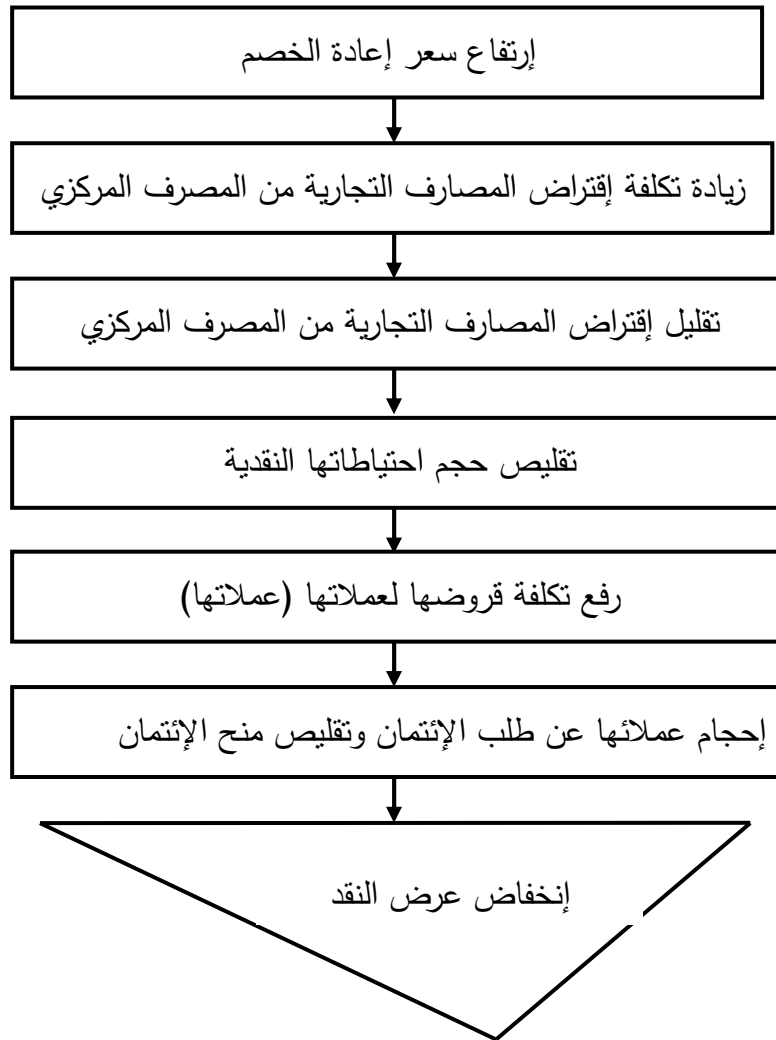 إرتفاع سعر إعادة الخصم
زيادة تكلفة إقتراض المصارف التجارية من المصرف المركزي
تقليل إقتراض المصارف التجارية من المصرف المركزي
تقليص حجم احتياطاتها النقدية
رفع تكلفة قروضها لعملاتها (عملاتها)
إحجام عملائها عن طلب الإئتمان وتقليص منح الإئتمان
إنخفاض عرض النقد